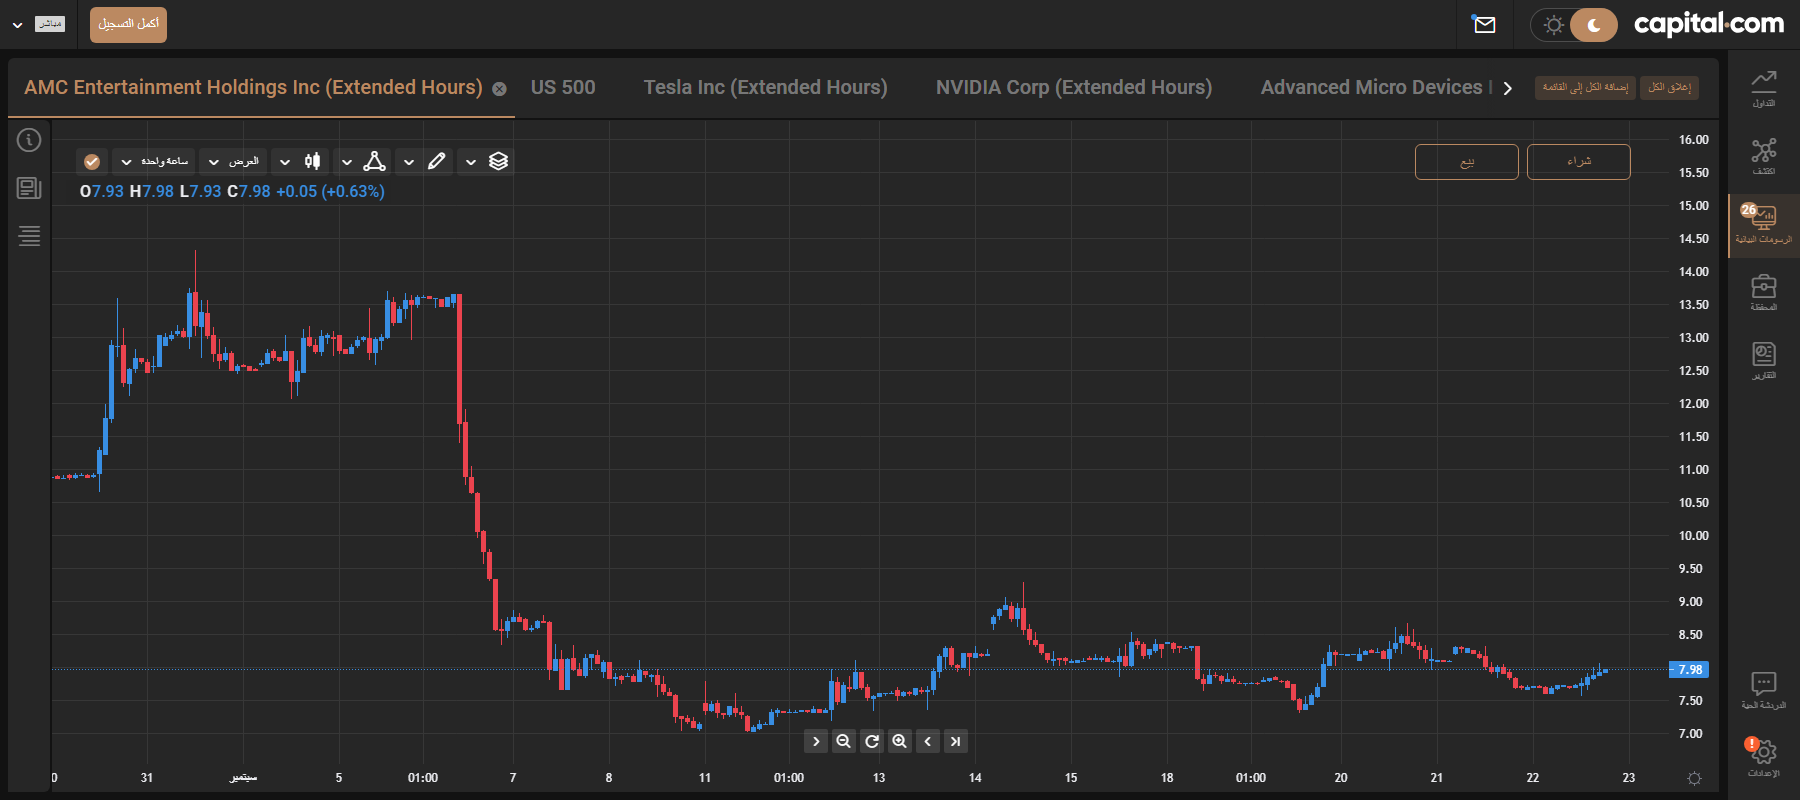 مباشر
أكمل التسجيل
capital.com
AMC Entertainment Holdings Inc (Extended Hours)
US 500
Tesla Inc (Extended Hours)
NVIDIA Corp (Extended Hours)
Advanced Micro Devices I
إضافة الكل إلى القائمة
إغلاق الكل
ساعة واحدة
العرض
O7.93 H7.98 L7.93 C7.98 +0.05 (+0.63%)
بيع
شراء
16.00
15.50
15.00
14.50
14.00
13.50
13.00
12.50
12.00
11.50
11.00
10.50
10.00
9.50
9.00
8.50
7.98
7.50
7.00
0 31 سبتمبر 5 01:00 7 8 11 01:00 13 14 15 18 01:00 20 21 22 23
التداول
اكتشف
26
الرسومات البيانية
المحفظة
التقارير
الدردشة الحية
!
الإعدادات